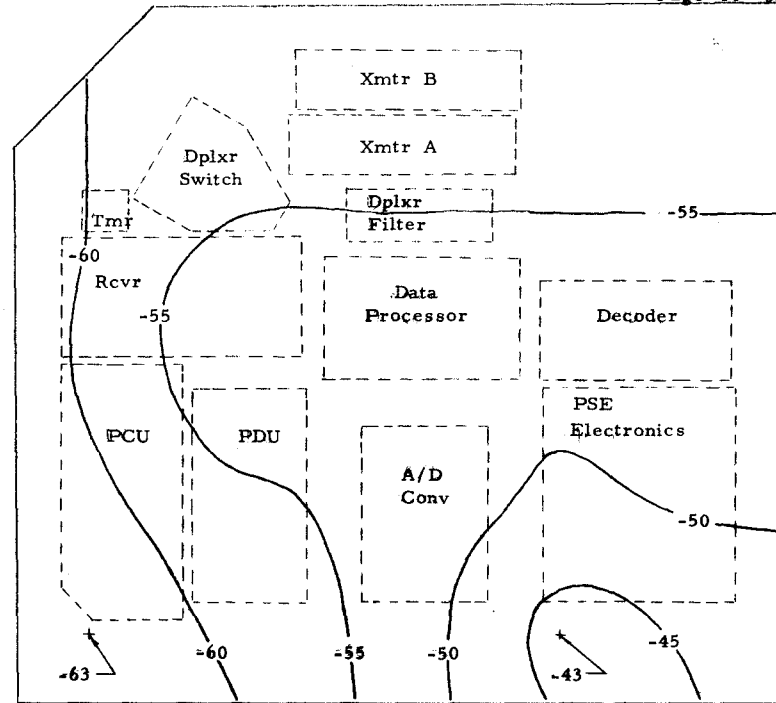 Xmtr B
Xmtr A
Dplxr
Switch
Dplxr
Filter
Tmr
-55
-60
Rcvr
-55
Data
Processor
Decoder
PCU
PDU
PSE
Electronics
A/D
Conv
-50
-63
-60
-55
-50
-43
-45